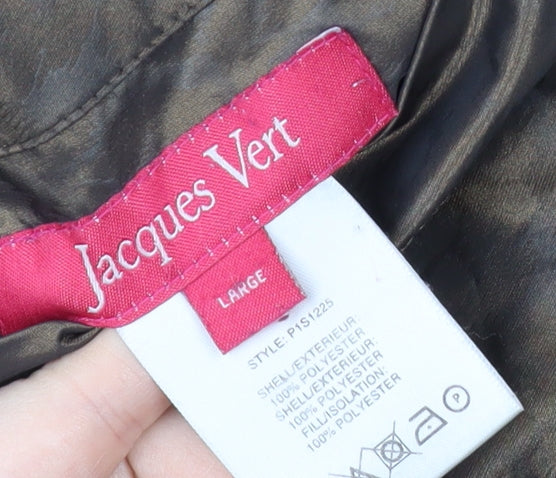 Jacques Vert
LARGE
STYLE: P1S1225
SHELL/EXTERIEUR:
100% POLYESTER
SHELL/EXTERIEUR:
100% POLYESTER
FILL/ISOLATION:
100% POLYESTER
P